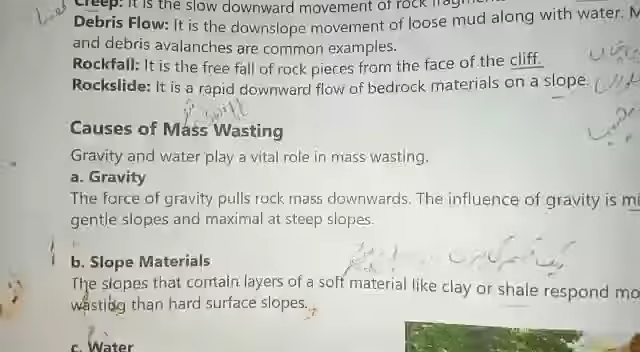 Creep: It is the slow downward movement of rock
Debris Flow: It is the downslope movement of loose mud along with water. M
and debris avalanches are common examples.
Rockfall: It is the free fall of rock pieces from the face of the cliff.
Rockslide: It is a rapid downward flow of bedrock materials on a slope.
Causes of Mass Wasting
Gravity and water play a vital role in mass wasting.
a. Gravity
The force of gravity pulls rock mass downwards. The influence of gravity is mi
gentle slopes and maximal at steep slopes.
b. Slope Materials
The slopes that contain layers of a soft material like clay or shale respond mo
wasting than hard surface slopes.
c. Water